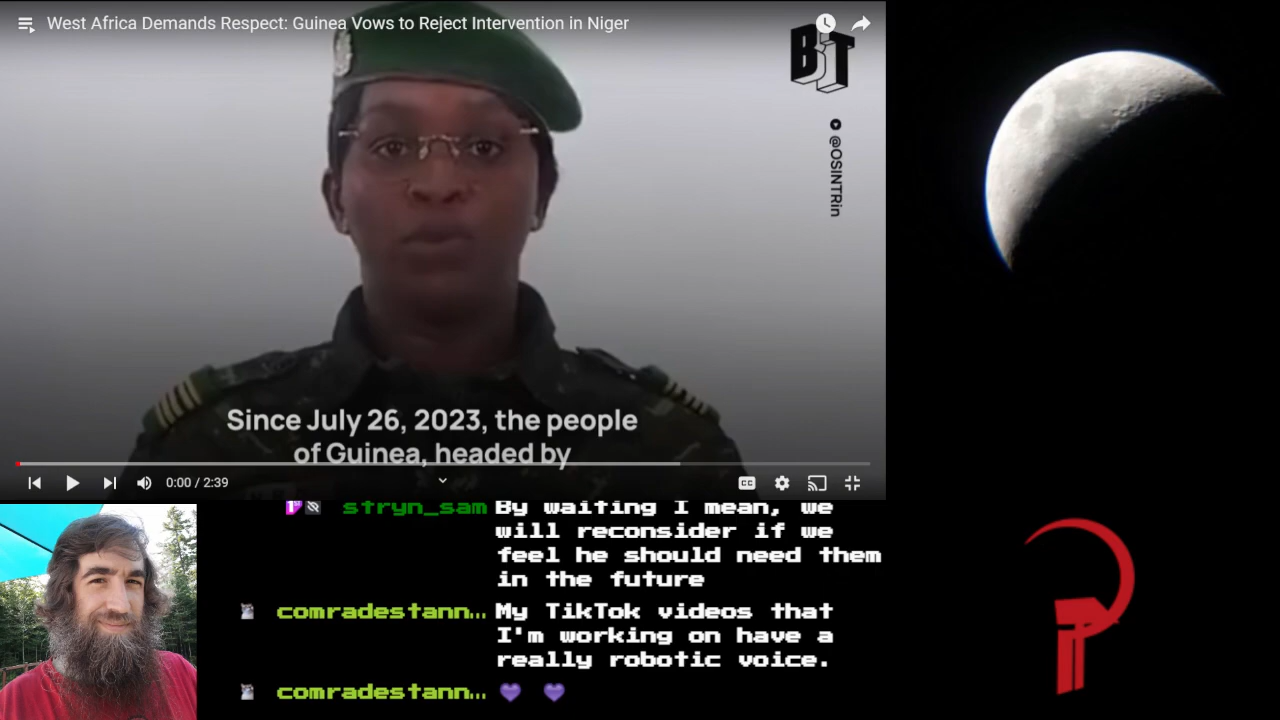 West Africa Demands Respect: Guinea Vows to Reject Intervention in Niger
BT
@OSINTRin
Since July 26, 2023, the people
of Guinea, headed by
0:00 / 2:39
CC
stryn_sam By waiting I mean, we
will reconsider if we
feel he should need them
in the future
comradestann... My TikTok videos that
I'm working on have a
really robotic voice.
comradestann...